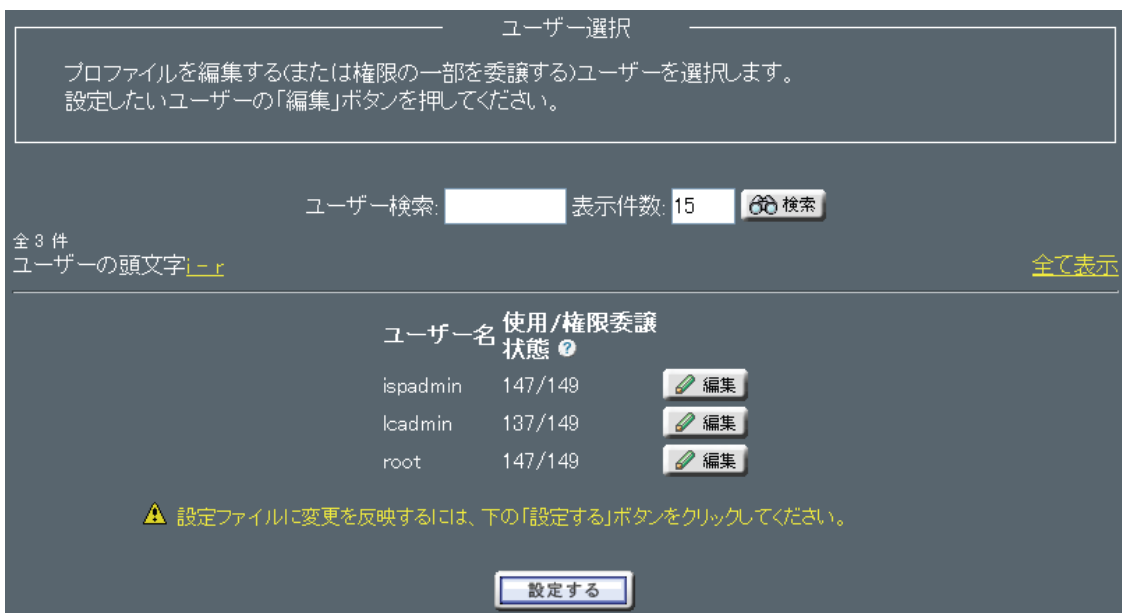 ユーザー選択
プロファイルを編集する(または権限の一部を委譲する)ユーザーを選択します。
設定したいユーザーの「編集」ボタンを押してください。
ユーザー検索: 表示件数: 15 検索
全 3 件
ユーザーの頭文字i - r 全て表示
ユーザー名 使用/権限委譲
状態 ?
ispadmin 147/149 編集
lcadmin 137/149 編集
root 147/149 編集
設定ファイルに変更を反映するには、下の「設定する」ボタンをクリックしてください。
設定する